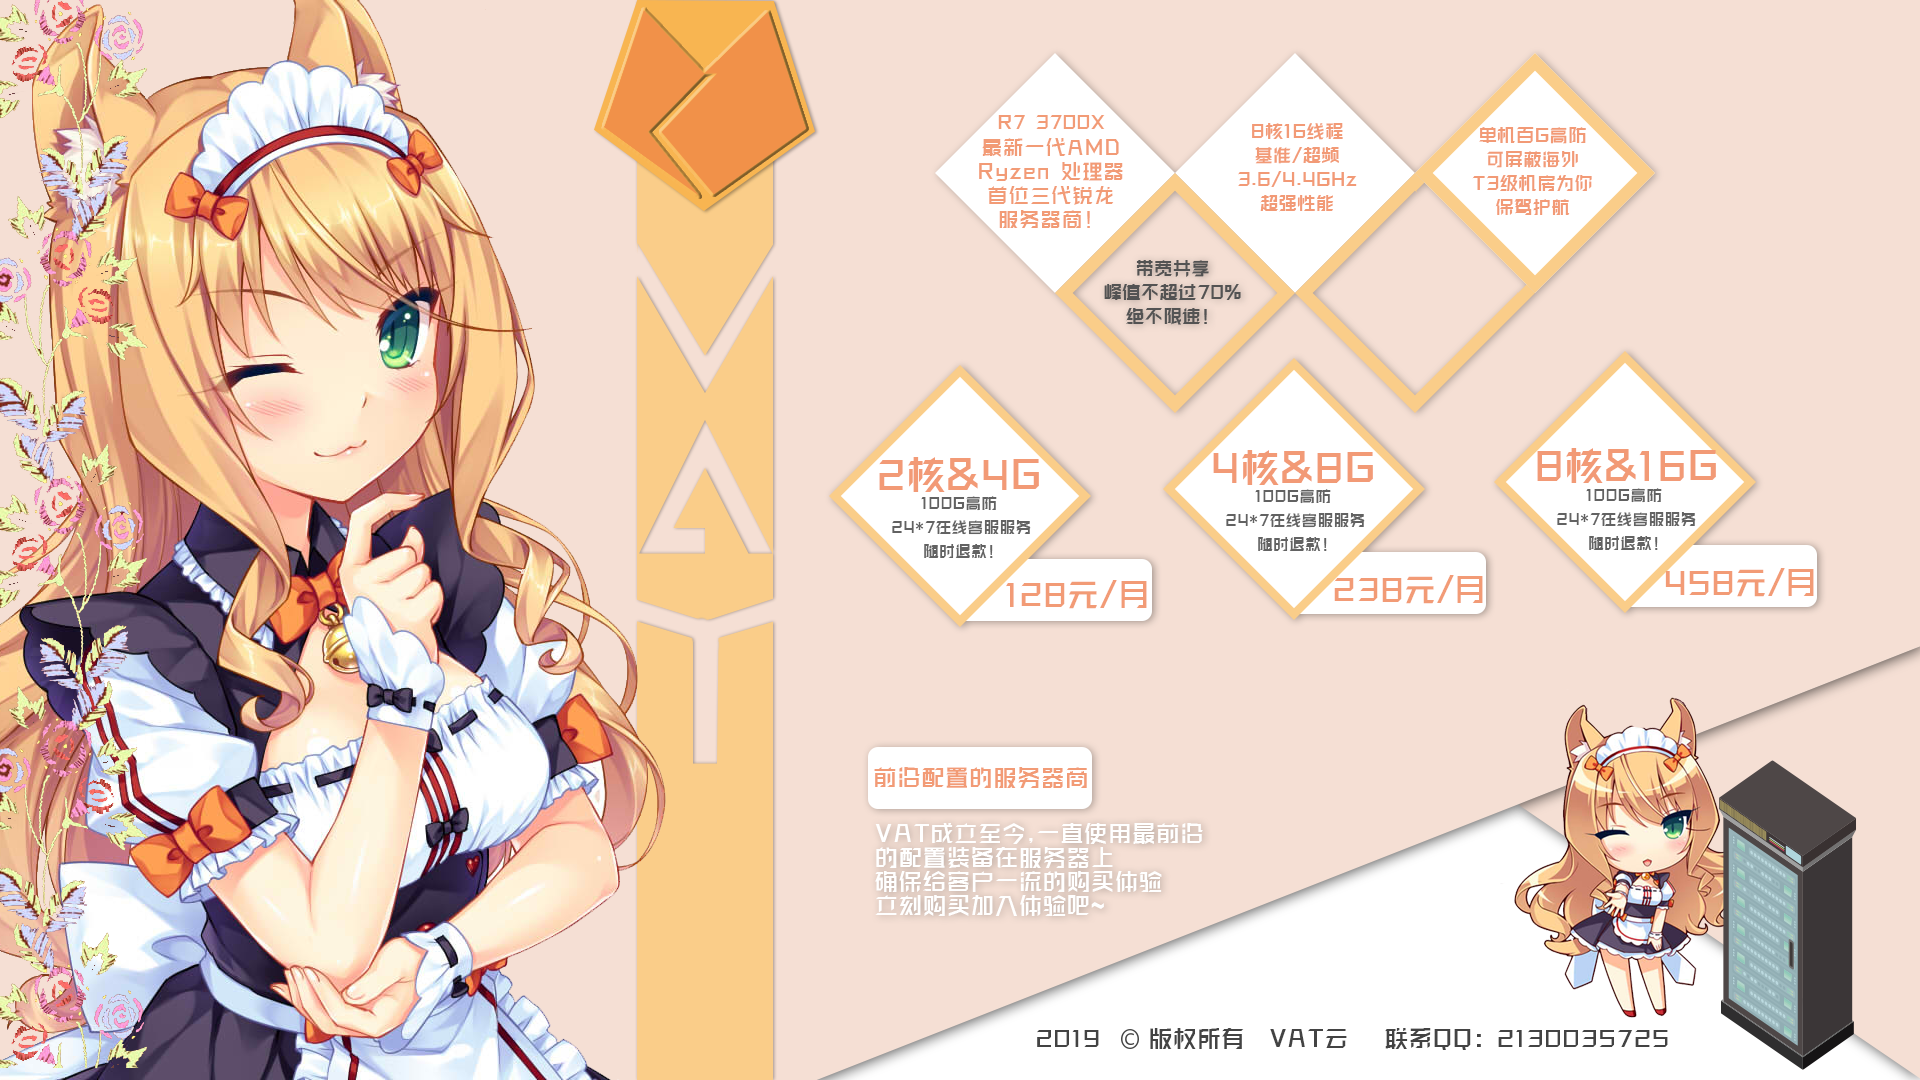 VAT
R7 3700X
最新一代AMD
Ryzen 处理器
首位三代锐龙
服务器商！
8核16线程
基准/超频
3.6/4.4GHz
超强性能
单机百G高防
可屏蔽海外
T3级机房为你
保驾护航
带宽共享
峰值不超过70%
绝不限速！
2核&4G
100G高防
24*7在线客服服务
随时退款！
128元/月
4核&8G
100G高防
24*7在线客服服务
随时退款！
238元/月
8核&16G
100G高防
24*7在线客服服务
随时退款！
458元/月
前沿配置的服务器商
VAT成立至今,一直使用最前沿
的配置装备在服务器上
确保给客户一流的购买体验
立刻购买加入体验吧~
2019 © 版权所有 VAT云 联系QQ：2130035725